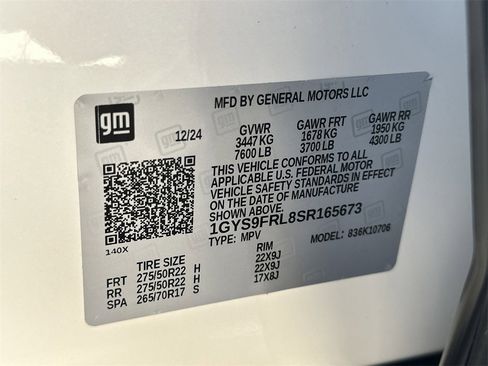 gm
MFD BY GENERAL MOTORS LLC
12/24
GVWR GAWR FRT GAWR RR
3447 KG 1678 KG 1950 KG
7600 LB 3700 LB 4300 LB
THIS VEHICLE CONFORMS TO ALL
APPLICABLE U.S. FEDERAL MOTOR
VEHICLE SAFETY STANDARDS IN EFFECT
ON THE DATE OF MANUFACTURE
1GYS9FRL8SR165673
TYPE: MPV MODEL: 836K10706
140X
TIRE SIZE RIM
FRT 275/50R22 H 22X9J
RR 275/50R22 H 22X9J
SPA 265/70R17 S 17X8J